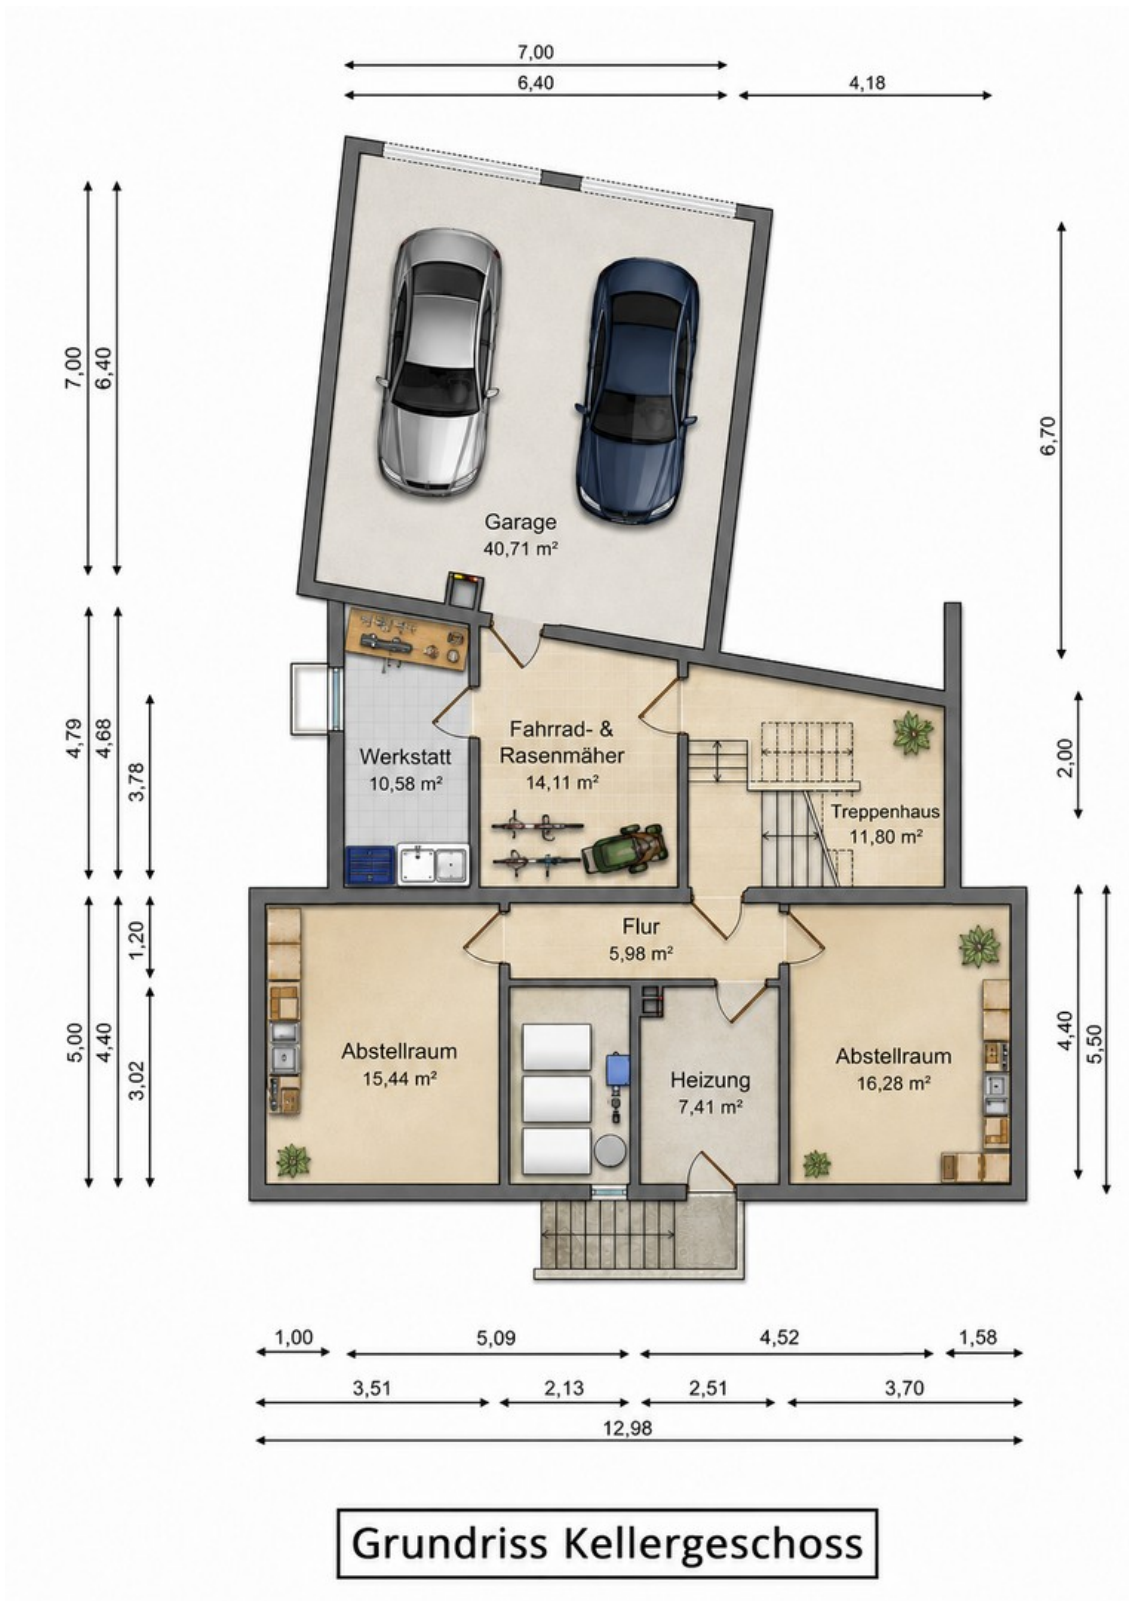 7,00
6,40
4,18
7,00
6,40
6,70
Garage
40,71 m²
4,79
4,68
3,78
2,00
Fahrrad- &
Rasenmäher
14,11 m²
Werkstatt
10,58 m²
Treppenhaus
11,80 m²
Flur
5,98 m²
5,00
4,40
1,20
3,02
4,40
5,50
Abstellraum
15,44 m²
Heizung
7,41 m²
Abstellraum
16,28 m²
1,00
5,09
4,52
1,58
3,51
2,13
2,51
3,70
12,98
Grundriss Kellergeschoss